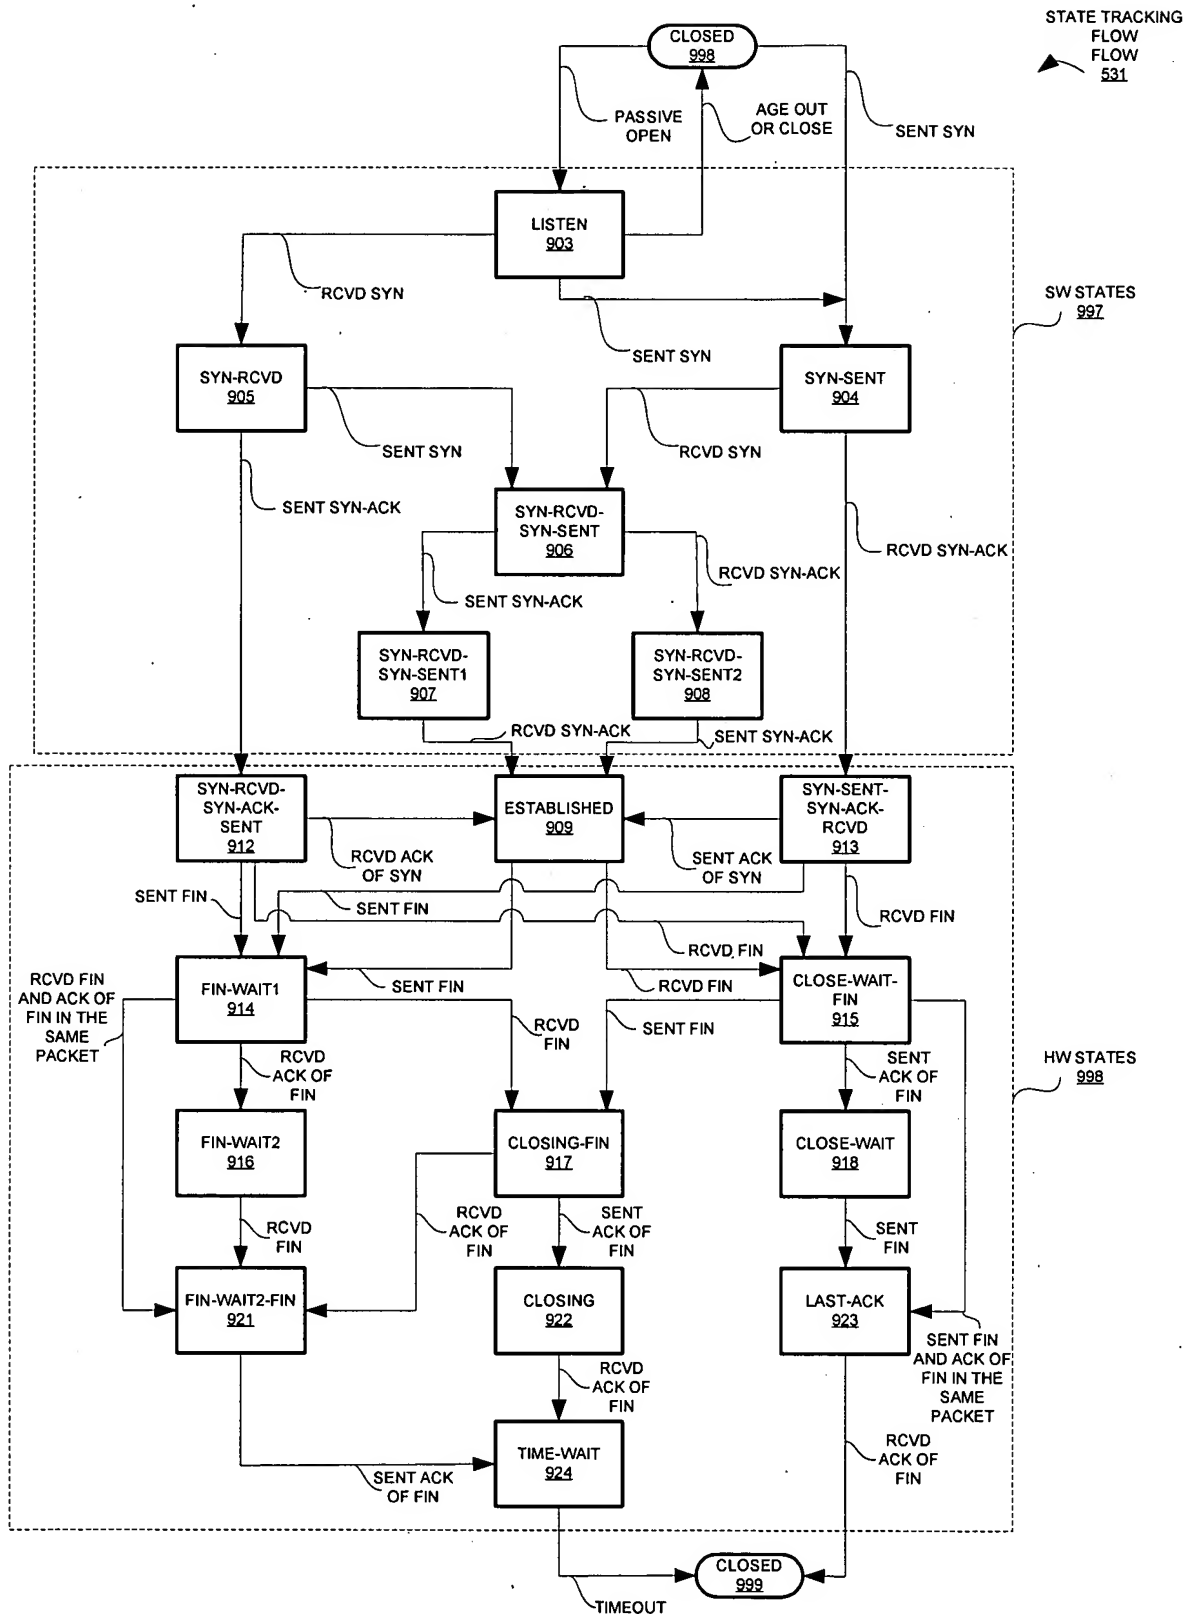 STATE TRACKING
FLOW
FLOW
531
CLOSED
998
PASSIVE
OPEN
AGE OUT
OR CLOSE
SENT SYN
LISTEN
903
RCVD SYN
SENT SYN
SW STATES
997
SYN-RCVD
905
SYN-SENT
904
SENT SYN
RCVD SYN
SENT SYN-ACK
SYN-RCVD-
SYN-SENT
906
RCVD SYN-ACK
RCVD SYN-ACK
SENT SYN-ACK
SYN-RCVD-
SYN-SENT1
907
SYN-RCVD-
SYN-SENT2
908
RCVD SYN-ACK
SENT SYN-ACK
SYN-RCVD-
SYN-ACK-
SENT
912
ESTABLISHED
909
SYN-SENT-
SYN-ACK-
RCVD
913
RCVD ACK
OF SYN
SENT ACK
OF SYN
SENT FIN
SENT FIN
RCVD FIN
RCVD FIN
RCVD FIN
AND ACK OF
FIN IN THE
SAME
PACKET
FIN-WAIT1
914
SENT FIN
RCVD FIN
CLOSE-WAIT-
FIN
915
RCVD
FIN
SENT FIN
RCVD
ACK OF
FIN
SENT
ACK OF
FIN
HW STATES
998
FIN-WAIT2
916
CLOSING-FIN
917
CLOSE-WAIT
918
RCVD
FIN
RCVD
ACK OF
FIN
SENT
ACK OF
FIN
SENT
FIN
FIN-WAIT2-FIN
921
CLOSING
922
LAST-ACK
923
SENT FIN
AND ACK OF
FIN IN THE
SAME
PACKET
RCVD
ACK OF
FIN
TIME-WAIT
924
SENT ACK
OF FIN
RCVD
ACK OF
FIN
CLOSED
999
TIMEOUT